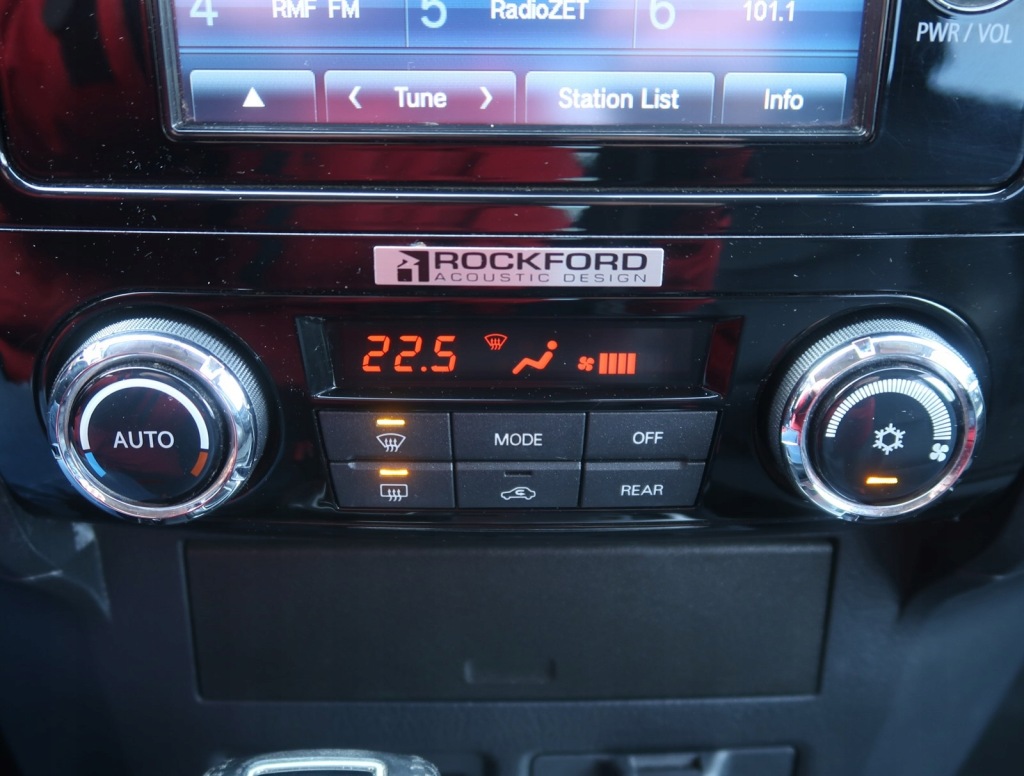 4 RMF FM 5 RadioZET 6 101.1
PWR / VOL
Tune Station List Info
ROCKFORD
ACOUSTIC DESIGN
22.5
AUTO
MODE OFF
REAR